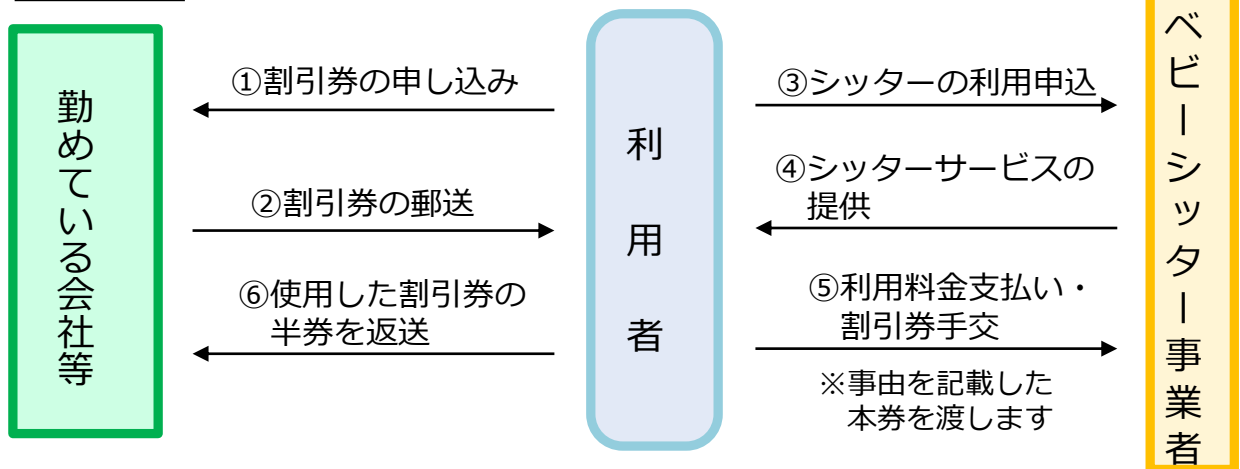 勤めている会社等
①割引券の申し込み
②割引券の郵送
⑥使用した割引券の
半券を返送
利用者
③シッターの利用申込
④シッターサービスの
提供
⑤利用料金支払い・
割引券手交
※事由を記載した
本券を渡します
ベビーシッター事業者